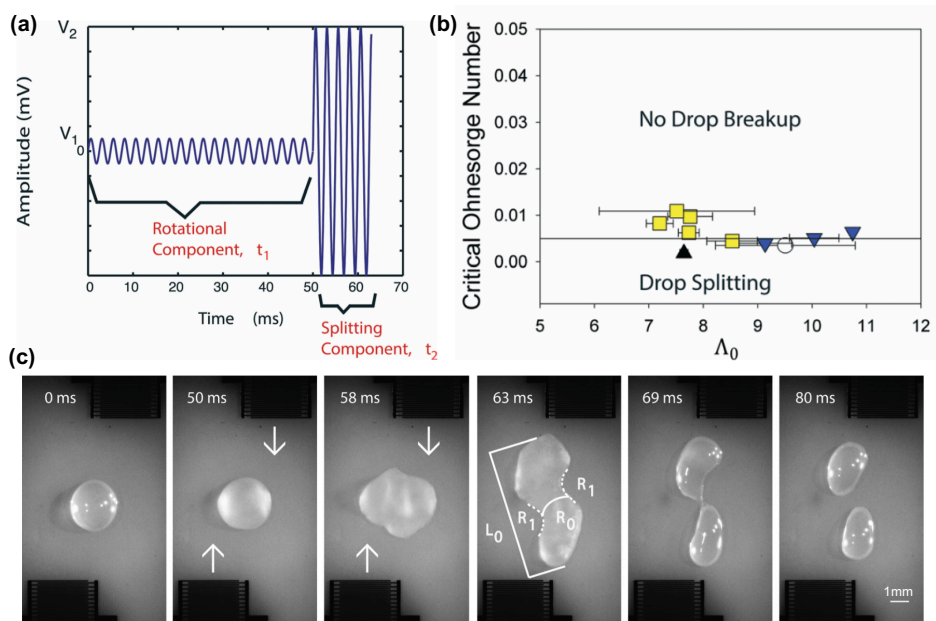 (a)
V2
V1
0
Amplitude (mV)
Rotational
Component, t1
0 10 20 30 40 50 60 70
Time (ms)
Splitting
Component, t2
(b)
0.05
0.04
0.03
0.02
0.01
0.00
Critical Ohnesorge Number
No Drop Breakup
Drop Splitting
5 6 7 8 9 10 11 12
Λ0
(c)
0 ms
50 ms
58 ms
63 ms
69 ms
80 ms
R1
R1
R0
L0
1mm